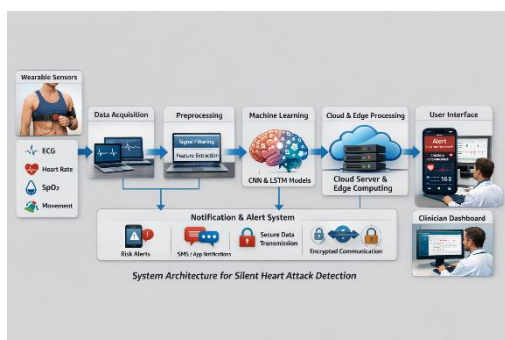 Wearable Sensors
ECG
Heart Rate
SpO₂
Movement
Data Acquisition
Preprocessing
Signal Filtering
Feature Extraction
Machine Learning
CNN & LSTM Models
Cloud & Edge Processing
Cloud Server &
Edge Computing
User Interface
Alert
Clinician Dashboard
Notification & Alert System
Risk Alerts
SMS / App Notifications
Secure Data
Transmission
Encrypted Communication
System Architecture for Silent Heart Attack Detection